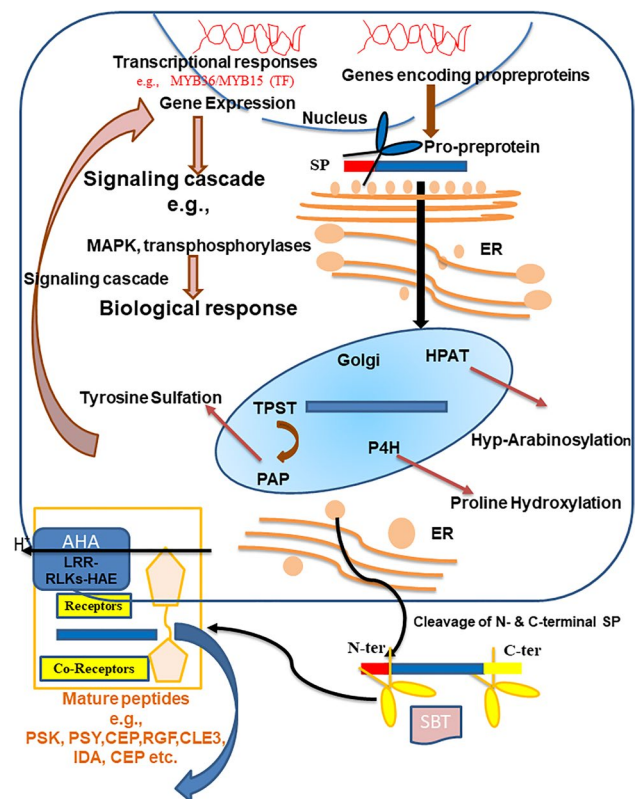 Transcriptional responses
e.g., MYB36/MYB15 (TF)
Gene Expression
Genes encoding propreproteins
Nucleus
Pro-preprotein
SP
Signaling cascade
e.g.,
MAPK, transphosphorylases
ER
Signaling cascade
Biological response
Golgi
HPAT
Tyrosine Sulfation
TPST
Hyp-Arabinosylation
P4H
PAP
Proline Hydroxylation
ER
H+
AHA
LRR-
RLKs-HAE
Receptors
Co-Receptors
Cleavage of N- & C-terminal SP
N-ter
C-ter
SBT
Mature peptides
e.g.,
PSK, PSY,CEP,RGF,CLE3,
IDA, CEP etc.